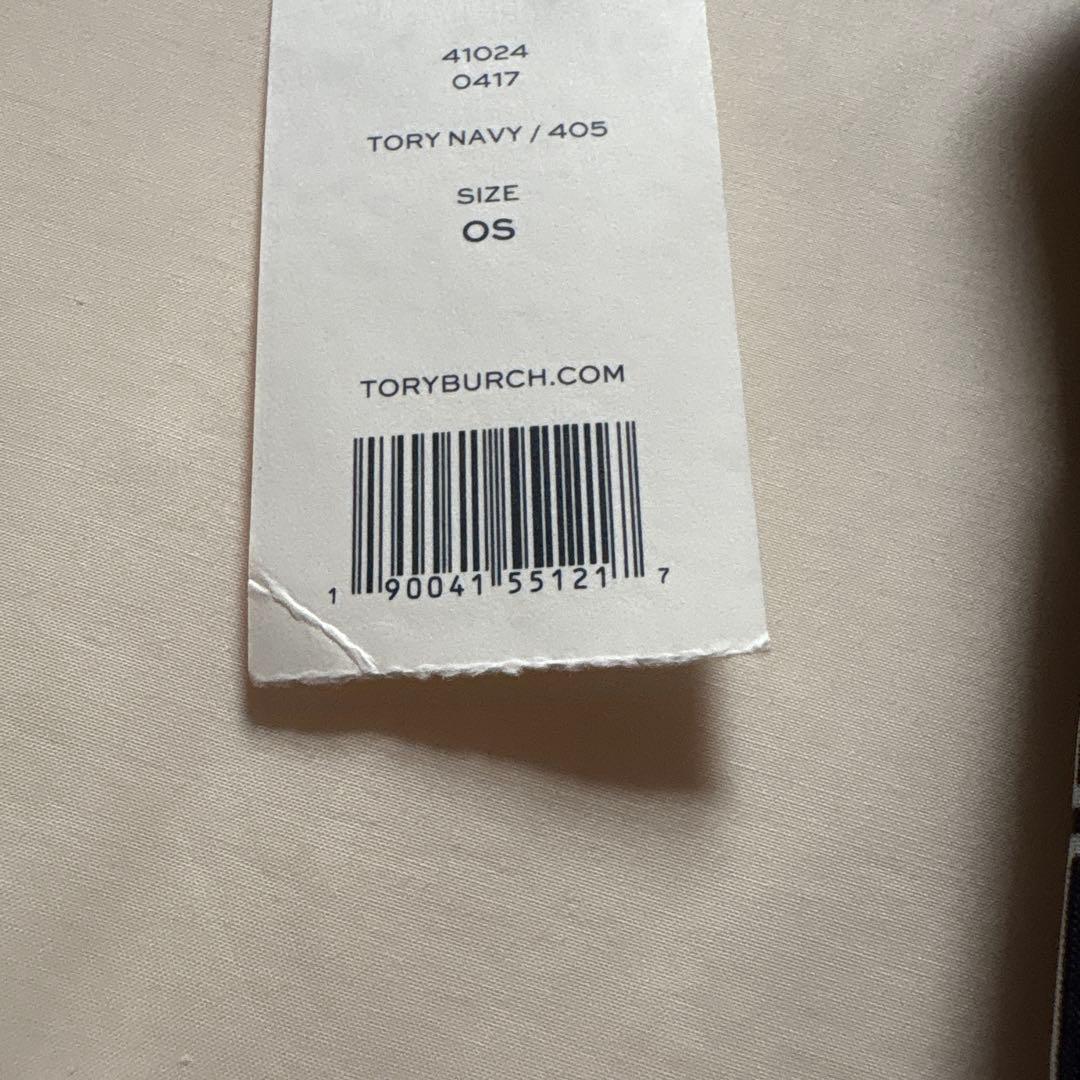 41024
0417
TORY NAVY / 405
SIZE
OS
TORYBURCH.COM
1 90041 55121 7